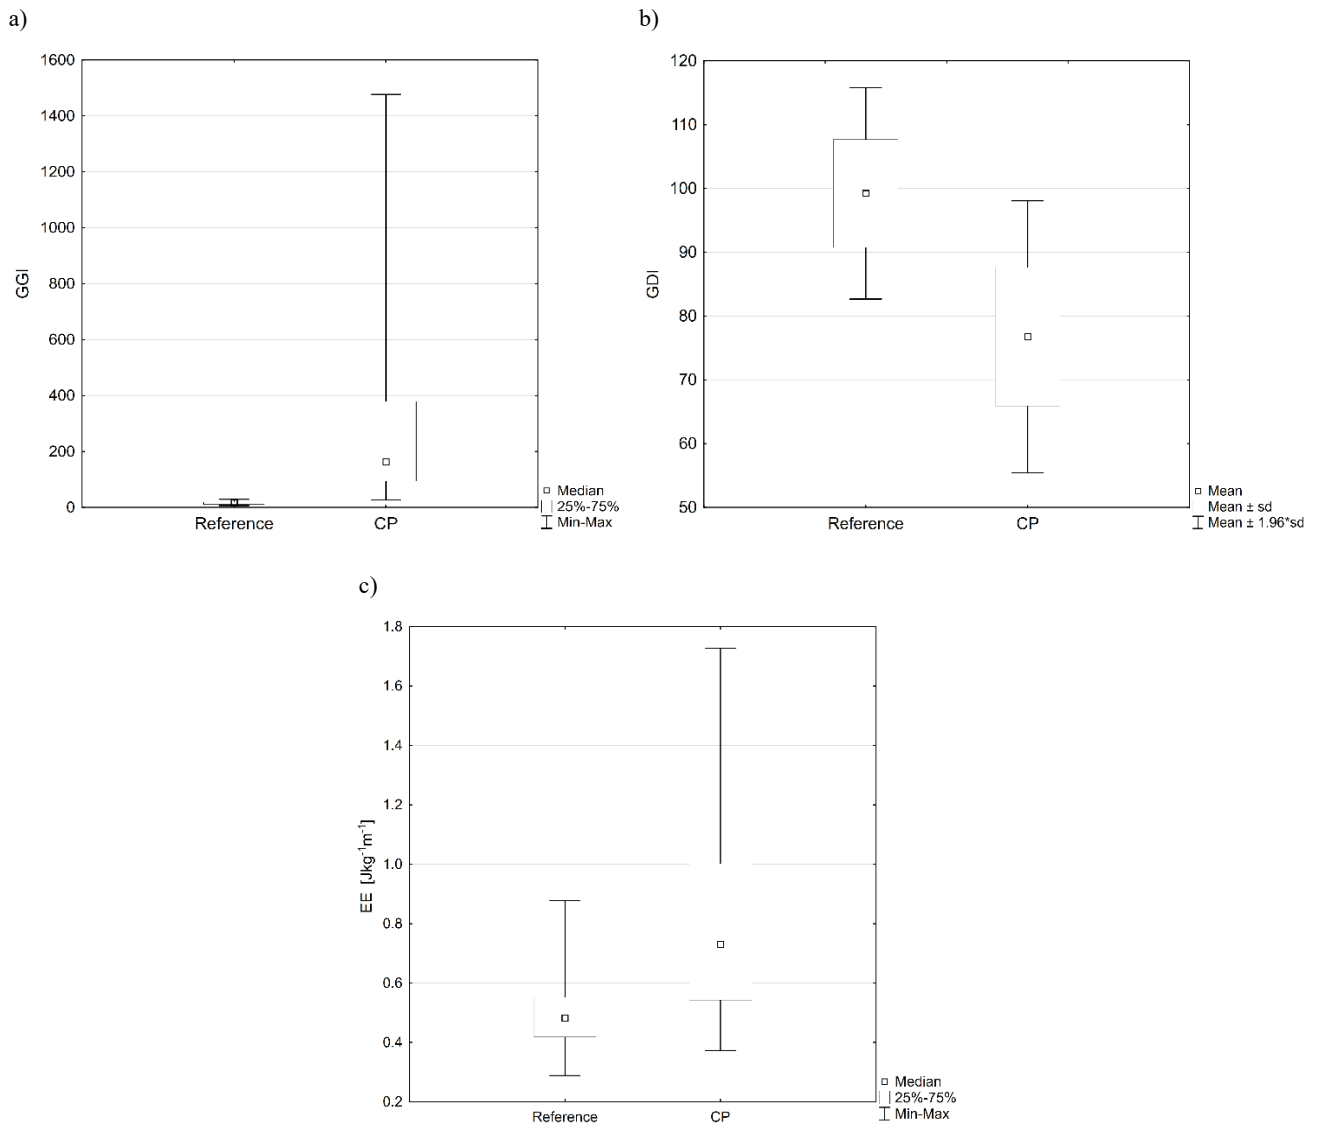 a)
1600
1400
1200
1000
800
600
400
200
0
GGI
Reference CP
Median
25%-75%
Min-Max
b)
120
110
100
90
80
70
60
50
GDI
Reference CP
Mean
Mean ± sd
Mean ± 1.96*sd
c)
1.8
1.6
1.4
1.2
1.0
0.8
0.6
0.4
0.2
EE [Jkg⁻¹m⁻¹]
Reference CP
Median
25%-75%
Min-Max